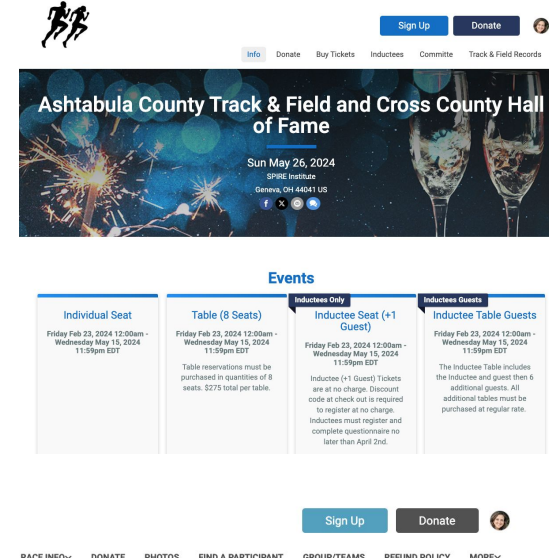 Sign Up
Donate
Info
Donate
Buy Tickets
Inductees
Committe
Track & Field Records
Ashtabula County Track & Field and Cross County Hall
of Fame
Sun May 26, 2024
SPIRE Institute
Geneva, OH 44041 US
Events
Individual Seat
Friday Feb 23, 2024 12:00am -
Wednesday May 15, 2024
11:59pm EDT
Table (8 Seats)
Friday Feb 23, 2024 12:00am -
Wednesday May 15, 2024
11:59pm EDT
Table reservations must be
purchased in quantities of 8
seats. $275 total per table.
Inductees Only
Inductee Seat (+1
Guest)
Friday Feb 23, 2024 12:00am -
Wednesday May 15, 2024
11:59pm EDT
Inductee (+1 Guest) Tickets
are at no charge. Discount
code at check out is required
to register at no charge.
Inductees must register and
complete questionnaire no
later than April 2nd.
Inductees Guests
Inductee Table Guests
Friday Feb 23, 2024 12:00am -
Wednesday May 15, 2024
11:59pm EDT
The Inductee Table includes
the Inductee and guest then 6
additional guests. All
additional tables must be
purchased at regular rate.
Sign Up
Donate
RACE INFO
DONATE
PHOTOS
FIND A PARTICIPANT
GROUP/TEAMS
REFUND POLICY
MORE